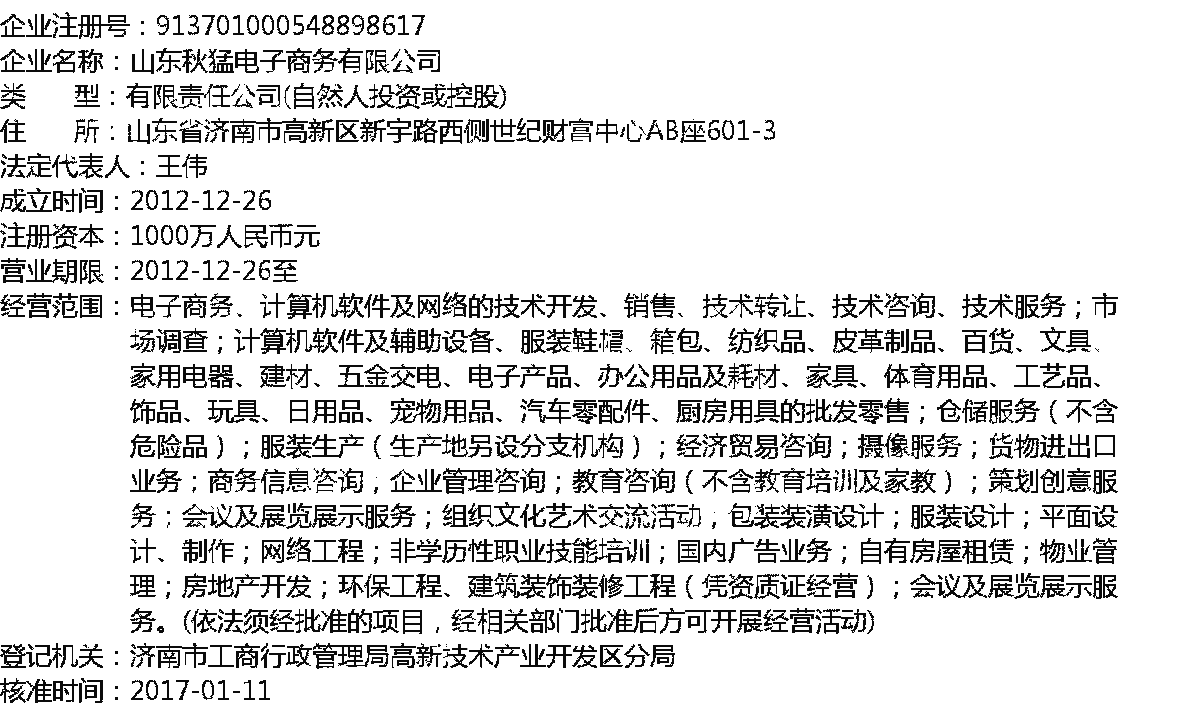 企业注册号：913701000548898617
企业名称：山东秋猛电子商务有限公司
类　　型：有限责任公司(自然人投资或控股)
住　　所：山东省济南市高新区新宇路西侧世纪财富中心AB座601-3
法定代表人：王伟
成立时间：2012-12-26
注册资本：1000万人民币元
营业期限：2012-12-26至
经营范围：电子商务、计算机软件及网络的技术开发、销售、技术转让、技术咨询、技术服务；市
场调查；计算机软件及辅助设备、服装鞋帽、箱包、纺织品、皮革制品、百货、文具、
家用电器、建材、五金交电、电子产品、办公用品及耗材、家具、体育用品、工艺品、
饰品、玩具、日用品、宠物用品、汽车零配件、厨房用具的批发零售；仓储服务（不含
危险品）；服装生产（生产地另设分支机构）；经济贸易咨询；摄像服务；货物进出口
业务；商务信息咨询；企业管理咨询；教育咨询（不含教育培训及家教）；策划创意服
务；会议及展览展示服务；组织文化艺术交流活动；包装装潢设计；服装设计；平面设
计、制作；网络工程；非学历性职业技能培训；国内广告业务；自有房屋租赁；物业管
理；房地产开发；环保工程、建筑装饰装修工程（凭资质证经营）；会议及展览展示服
务。(依法须经批准的项目，经相关部门批准后方可开展经营活动)
登记机关：济南市工商行政管理局高新技术产业开发区分局
核准时间：2017-01-11